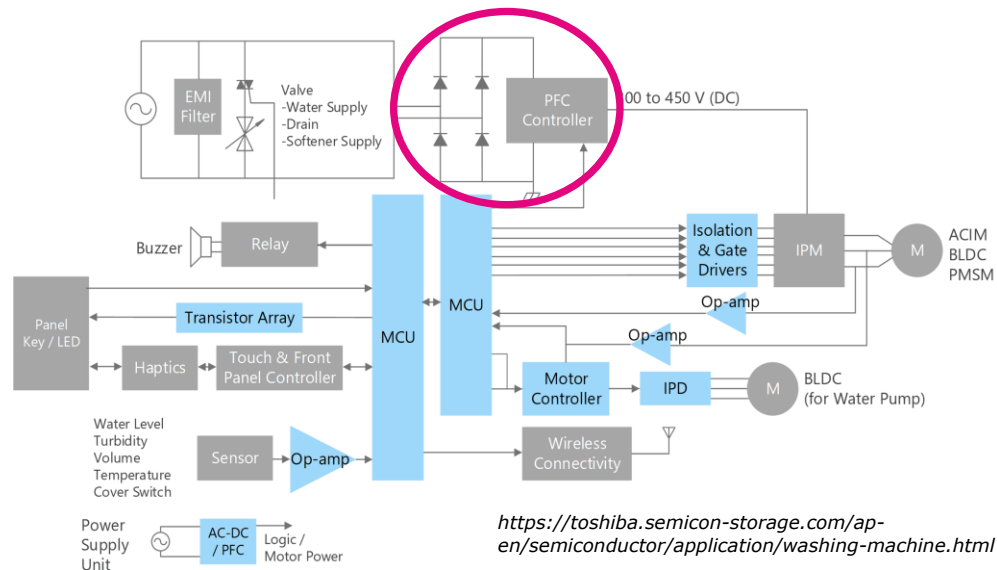 EMI
Filter
Valve
-Water Supply
-Drain
-Softener Supply
PFC
Controller
00 to 450 V (DC)
Buzzer
Relay
Isolation
& Gate
Drivers
IPM
M
ACIM
BLDC
PMSM
Panel
Key / LED
Transistor Array
MCU
MCU
Op-amp
Op-amp
Haptics
Touch & Front
Panel Controller
Motor
Controller
IPD
M
BLDC
(for Water Pump)
Water Level
Turbidity
Volume
Temperature
Cover Switch
Sensor
Op-amp
Wireless
Connectivity
Power
Supply
Unit
AC-DC
/ PFC
Logic /
Motor Power
https://toshiba.semicon-storage.com/ap-
en/semiconductor/application/washing-machine.html